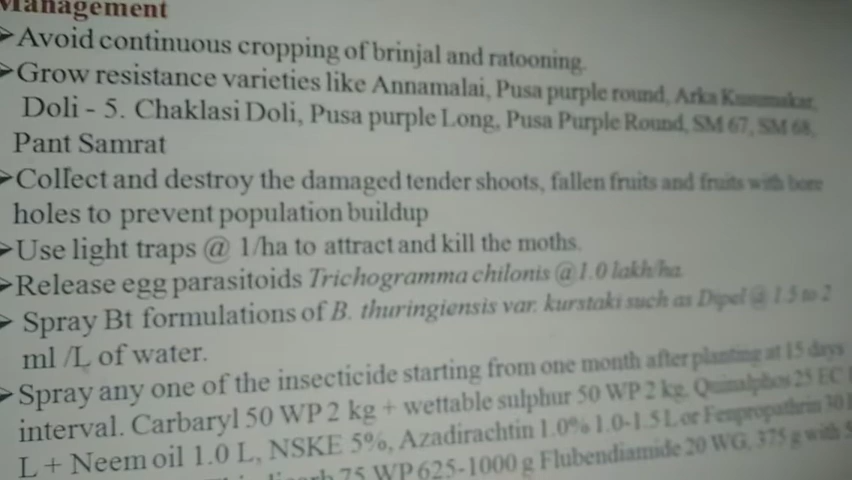 Management
➢Avoid continuous cropping of brinjal and ratooning.
➢Grow resistance varieties like Annamalai, Pusa purple round, Arka Kusumakar,
Doli - 5. Chaklasi Doli, Pusa purple Long, Pusa Purple Round, SM 67, SM 68,
Pant Samrat
➢Collect and destroy the damaged tender shoots, fallen fruits and fruits with bore
holes to prevent population buildup
➢Use light traps @ 1/ha to attract and kill the moths.
➢Release egg parasitoids Trichogramma chilonis @1.0 lakh/ha
➢ Spray Bt formulations of B. thuringiensis var. kurstaki such as Dipel @ 1.5 to 2
ml /L of water.
➢Spray any one of the insecticide starting from one month after planting at 15 days
interval. Carbaryl 50 WP 2 kg + wettable sulphur 50 WP 2 kg, Quinalphos 25 EC
L + Neem oil 1.0 L, NSKE 5%, Azadirachtin 1.0% 1.0-1.5 L or Fenpropathrin 30
75 WP 625-1000 g Flubendiamide 20 WG, 375 g with